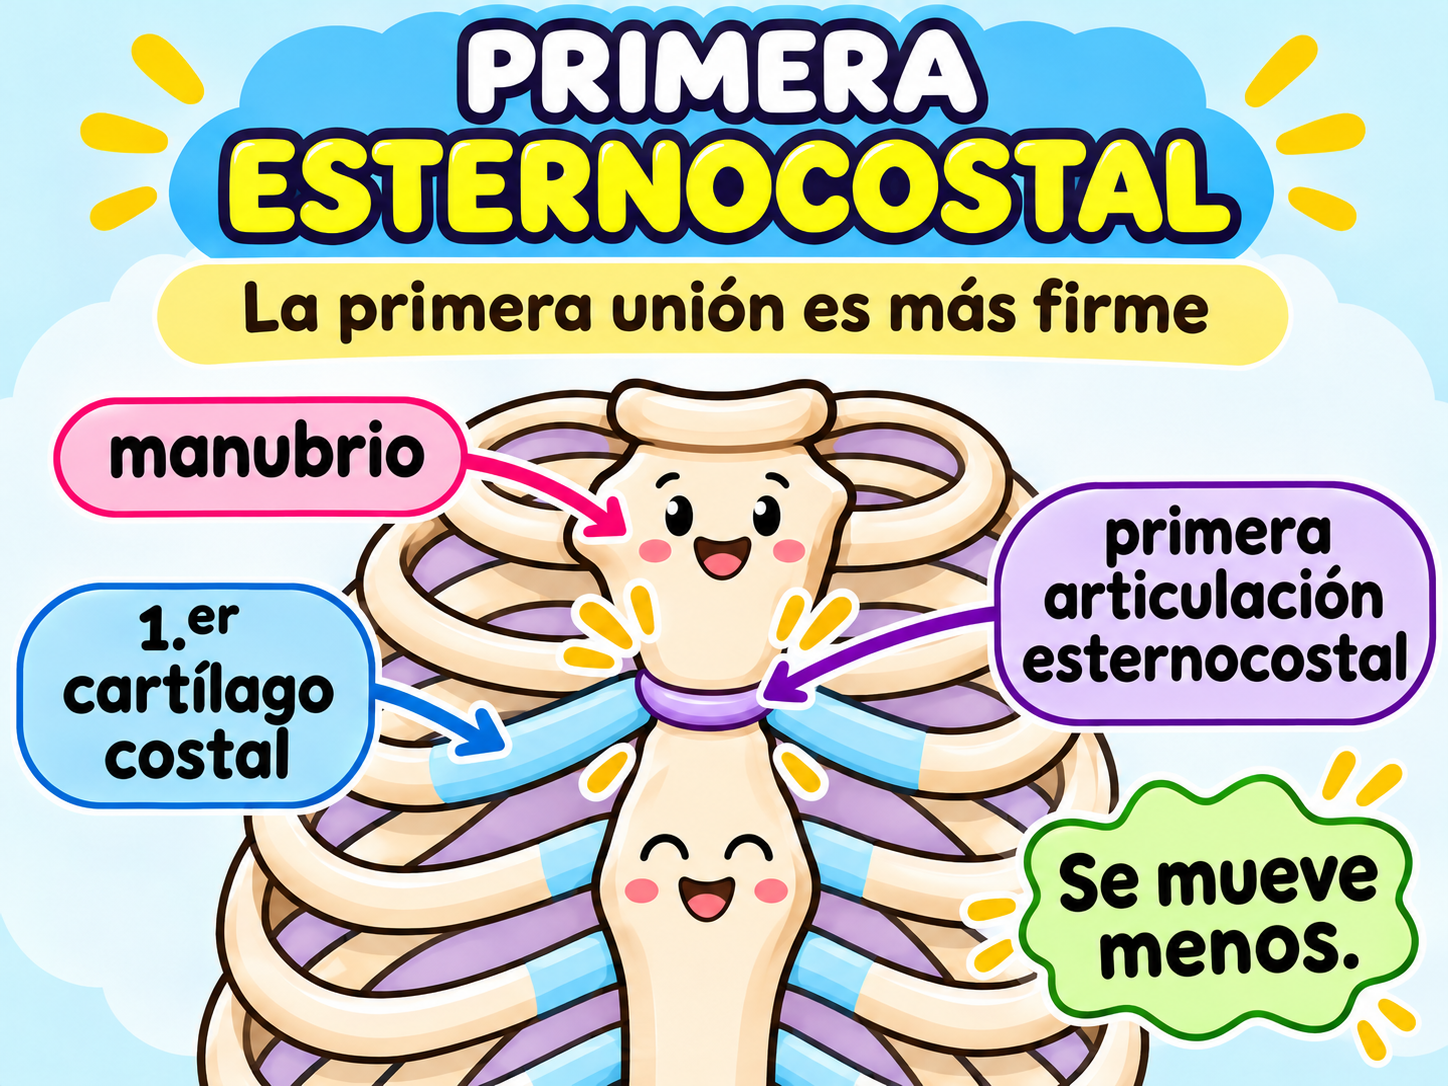 PRIMERA
ESTERNOCOSTAL
La primera unión es más firme
manubrio
1.er
cartílago
costal
primera
articulación
esternocostal
Se mueve
menos.